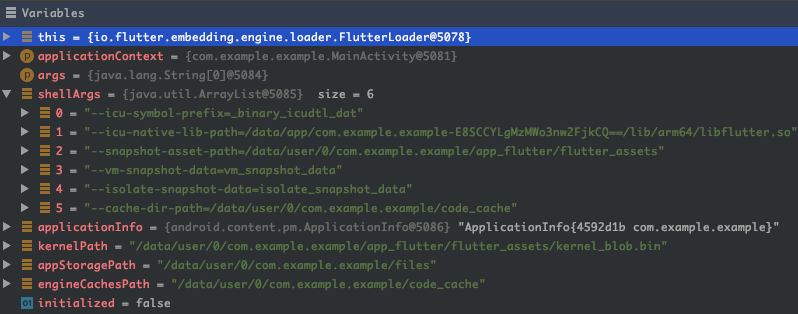 Variables
this = {io.flutter.embedding.engine.loader.FlutterLoader@5078}
applicationContext = {com.example.example.MainActivity@5081}
args = {java.lang.String[0]@5084}
shellArgs = {java.util.ArrayList@5085} size = 6
0 = "--icu-symbol-prefix=_binary_icudtl_dat"
1 = "--icu-native-lib-path=/data/app/com.example.example-E8SCCYLgMzMWo3nw2FjkCQ==/lib/arm64/libflutter.so"
2 = "--snapshot-asset-path=/data/user/0/com.example.example/app_flutter/flutter_assets"
3 = "--vm-snapshot-data=vm_snapshot_data"
4 = "--isolate-snapshot-data=isolate_snapshot_data"
5 = "--cache-dir-path=/data/user/0/com.example.example/code_cache"
applicationInfo = {android.content.pm.ApplicationInfo@5086} "ApplicationInfo{4592d1b com.example.example}"
kernelPath = "/data/user/0/com.example.example/app_flutter/flutter_assets/kernel_blob.bin"
appStoragePath = "/data/user/0/com.example.example/files"
engineCachesPath = "/data/user/0/com.example.example/code_cache"
initialized = false